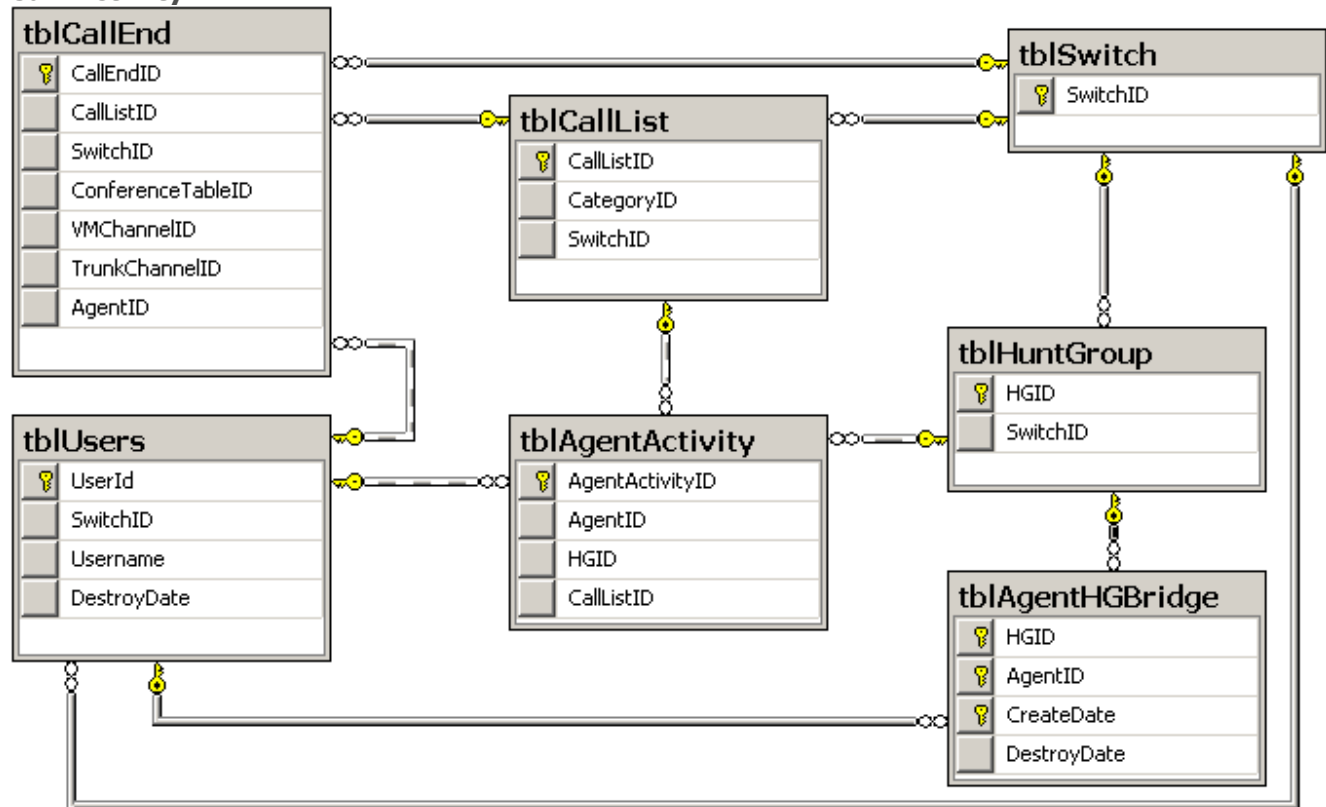 tblCallEnd
CallEndID
CallListID
SwitchID
ConferenceTableID
VMChannelID
TrunkChannelID
AgentID
tblCallList
CallListID
CategoryID
SwitchID
tblSwitch
SwitchID
tblHuntGroup
HGID
SwitchID
tblUsers
UserId
SwitchID
Username
DestroyDate
tblAgentActivity
AgentActivityID
AgentID
HGID
CallListID
tblAgentHGBridge
HGID
AgentID
CreateDate
DestroyDate